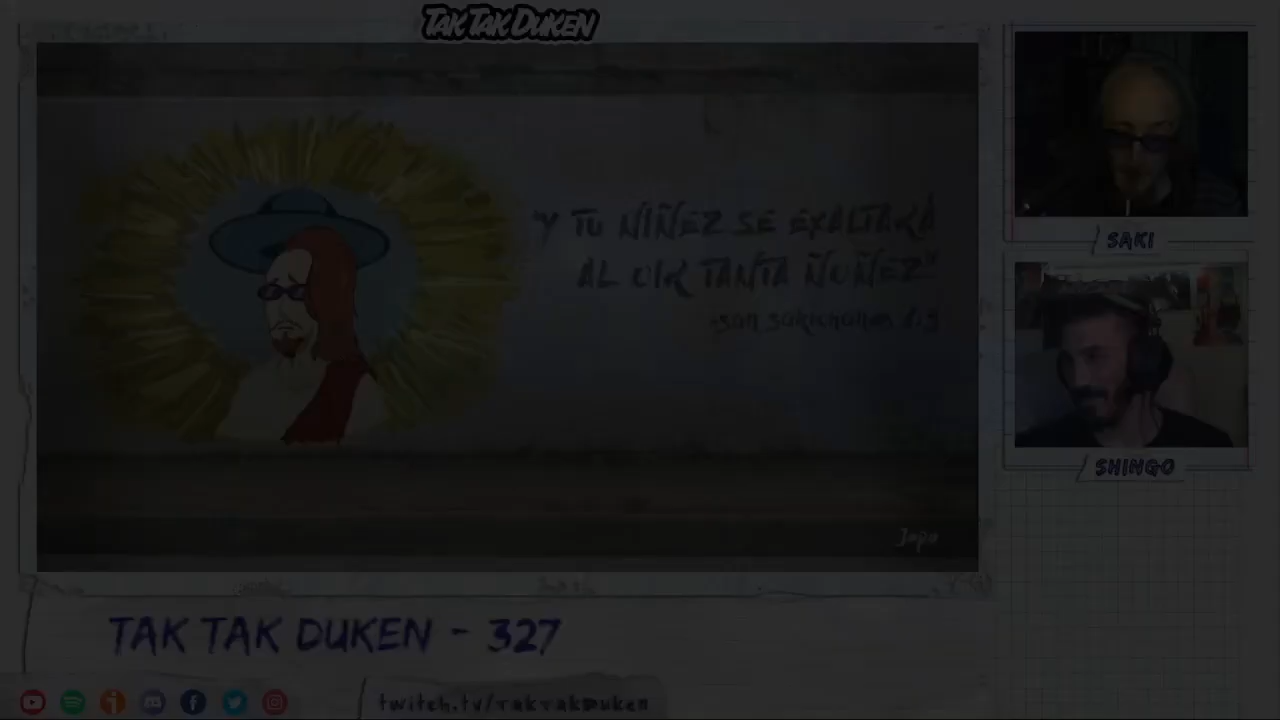 TAK TAK DUKEN
Y TU NIÑEZ SE EXALTARÁ
AL OIR TANTA ÑOÑEZ"
SAKI
SHINGO
Japo
TAK TAK DUKEN - 327
twitch.tv/taktakduken